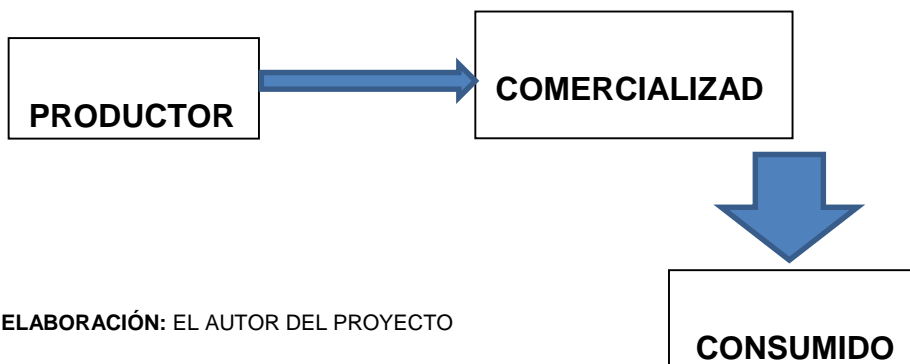 PRODUCTOR
COMERCIALIZAD
ELABORACIÓN: EL AUTOR DEL PROYECTO
CONSUMIDO